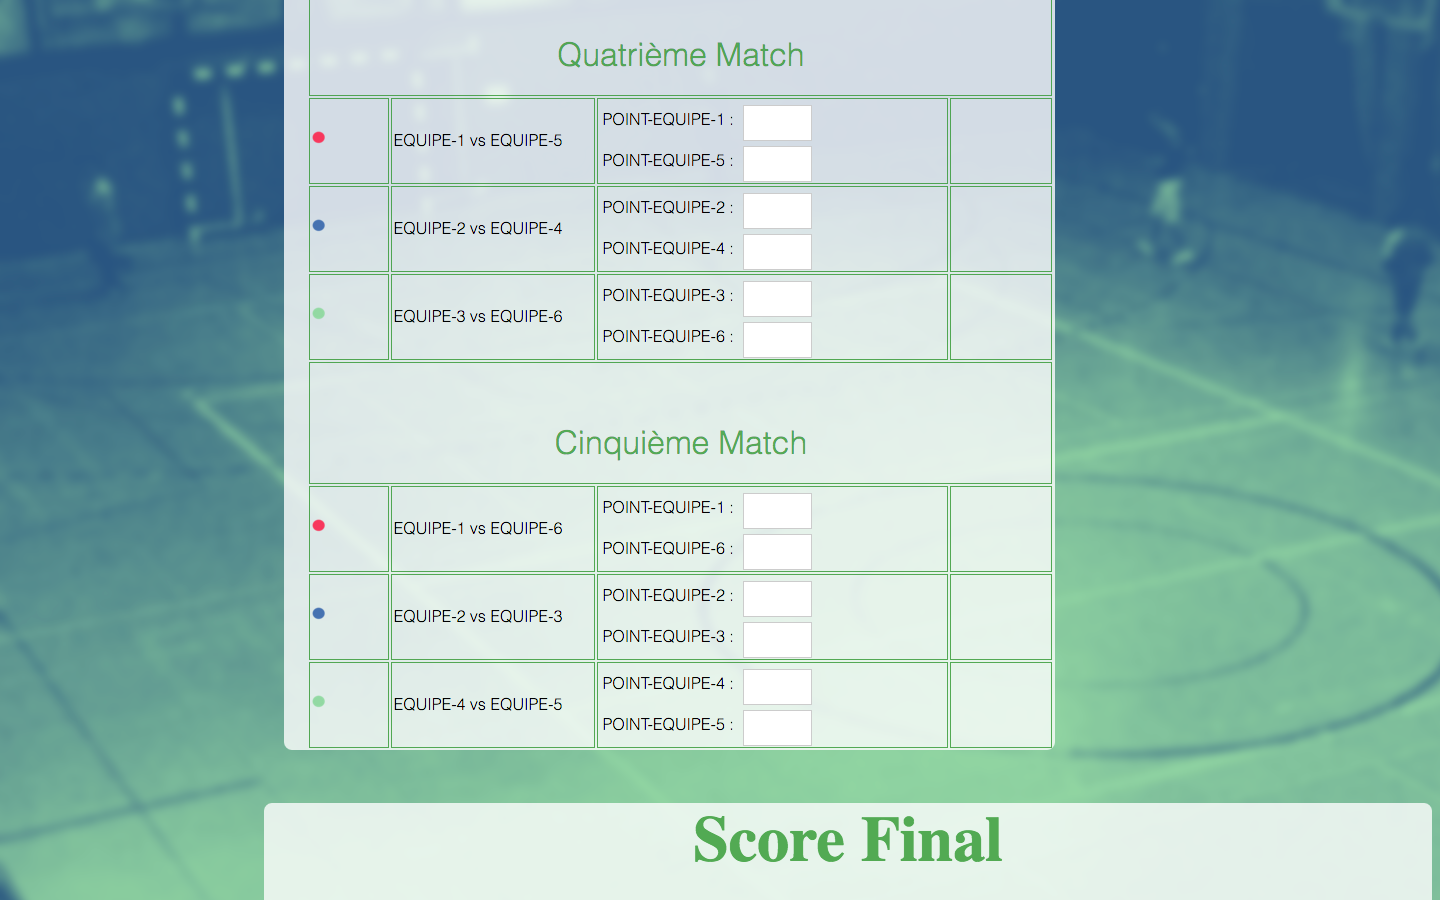 Quatrième Match
EQUIPE-1 vs EQUIPE-5
POINT-EQUIPE-1 :
POINT-EQUIPE-5 :
EQUIPE-2 vs EQUIPE-4
POINT-EQUIPE-2 :
POINT-EQUIPE-4 :
EQUIPE-3 vs EQUIPE-6
POINT-EQUIPE-3 :
POINT-EQUIPE-6 :
Cinquième Match
EQUIPE-1 vs EQUIPE-6
POINT-EQUIPE-1 :
POINT-EQUIPE-6 :
EQUIPE-2 vs EQUIPE-3
POINT-EQUIPE-2 :
POINT-EQUIPE-3 :
EQUIPE-4 vs EQUIPE-5
POINT-EQUIPE-4 :
POINT-EQUIPE-5 :
Score Final